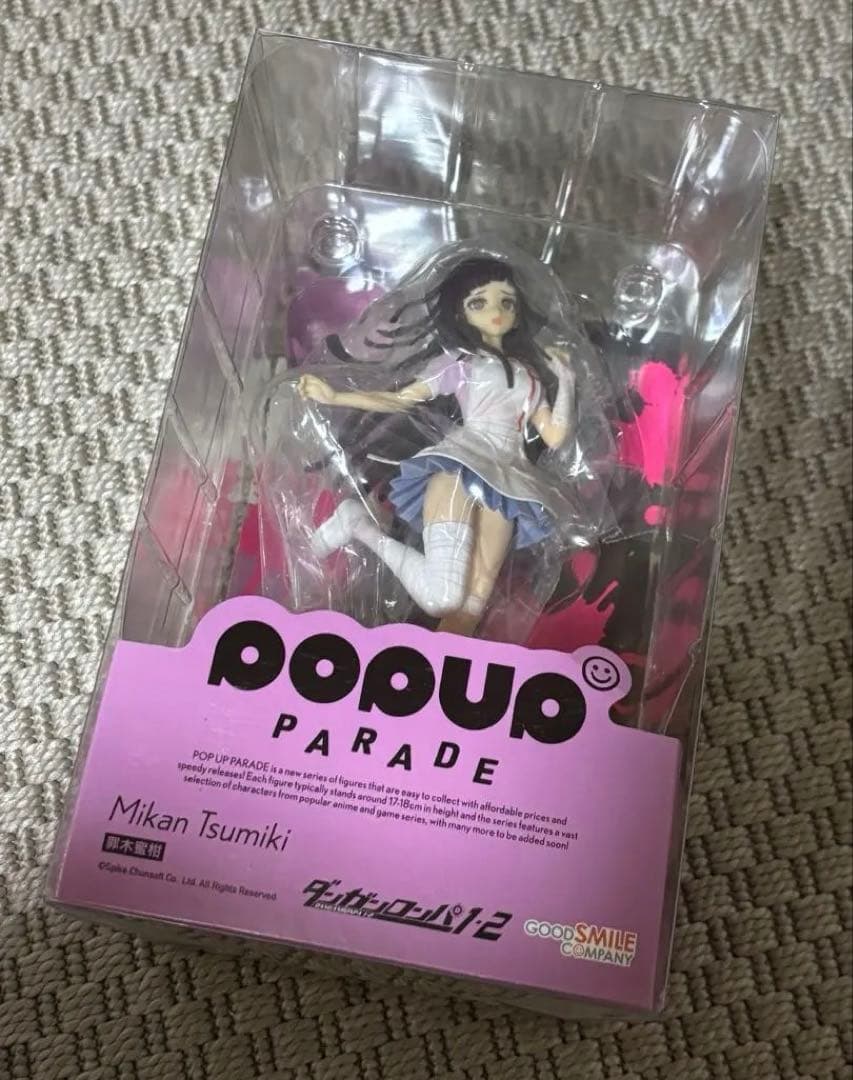 POPUP
PARADE
POP UP PARADE is a new series of figures that are easy to collect with affordable prices and
speedy releases! Each figure typically stands around 17-18cm in height and the series features a vast
selection of characters from popular anime and game series, with many more to be added soon!
Mikan Tsumiki
罪木蜜柑
©Spike Chunsoft Co., Ltd. All Rights Reserved.
ダンガンロンパ1・2
GOOD SMILE
COMPANY